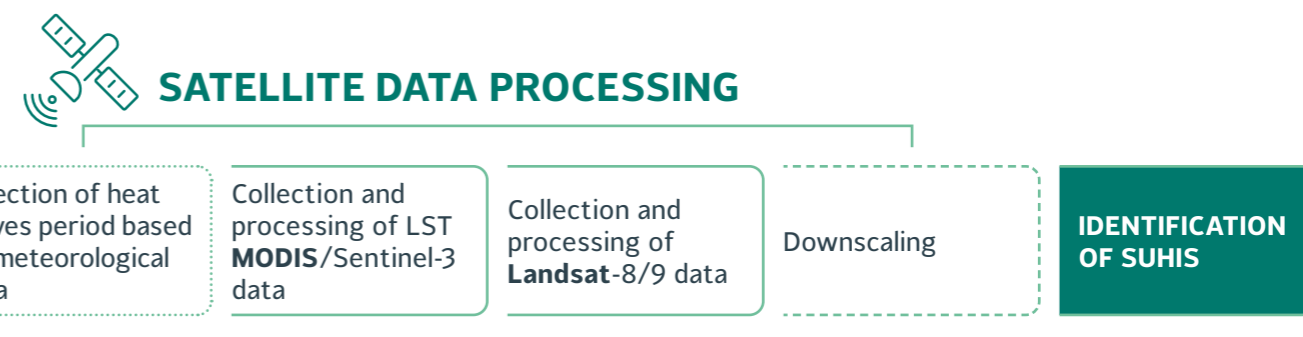 SATELLITE DATA PROCESSING
ection of heat
ves period based
meteorological
a
Collection and
processing of LST
MODIS/Sentinel-3
data
Collection and
processing of
Landsat-8/9 data
Downscaling
IDENTIFICATION
OF SUHIS